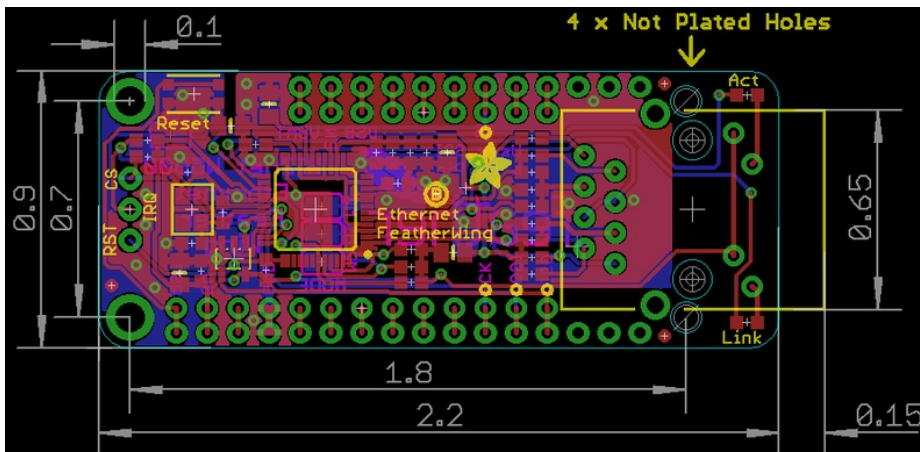 4 x Not Plated Holes
0.1
Act
Reset
CS
IRQ
RST
0.9
0.7
0.65
Ethernet
FeatherWing
Link
1.8
2.2
0.15